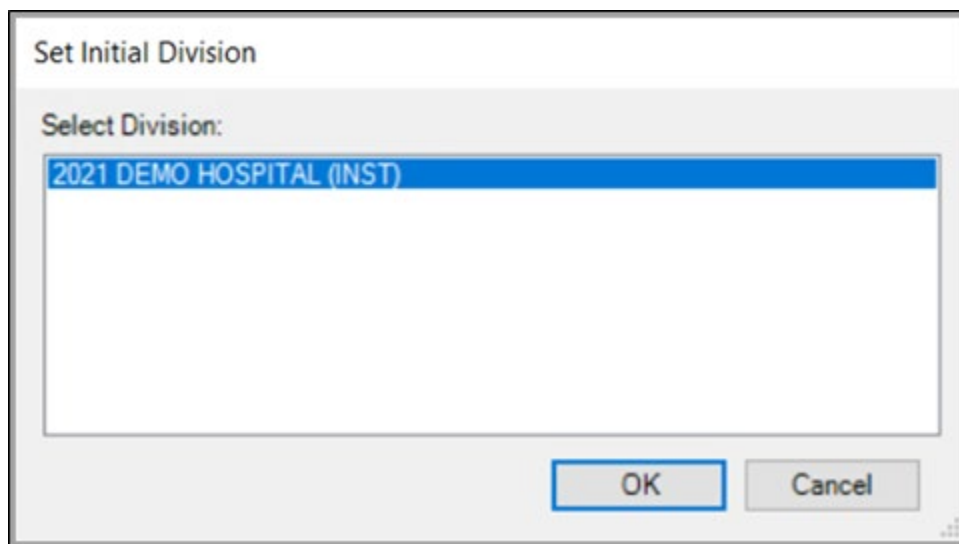 Set Initial Division
Select Division:
2021 DEMO HOSPITAL (INST)
OK Cancel